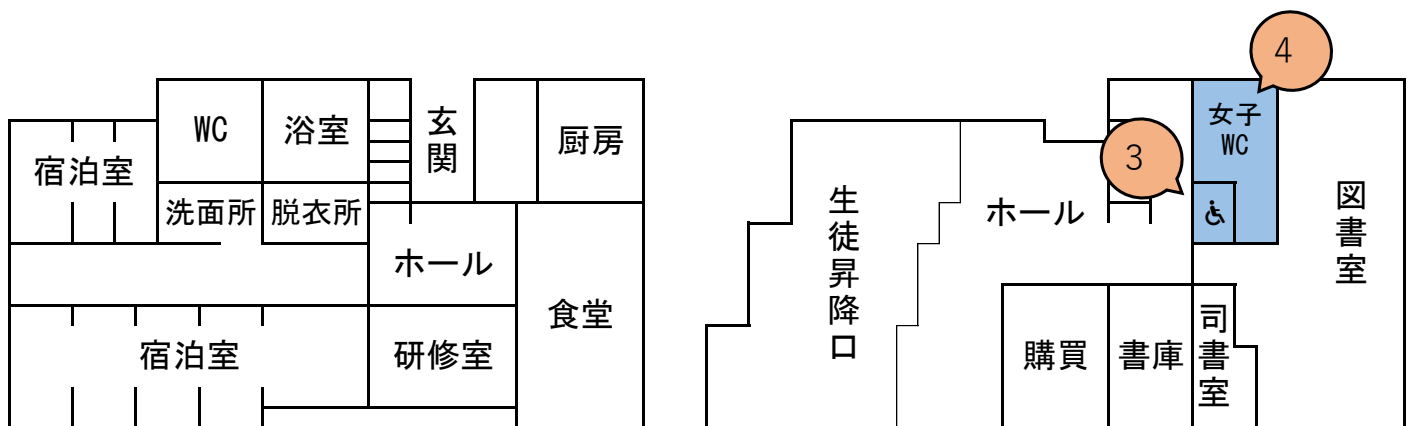 宿泊室
WC
浴室
玄関
厨房
洗面所
脱衣所
ホール
食堂
宿泊室
研修室
4
3
女子
WC
生徒昇降口
ホール
図書室
購買
書庫
司書室